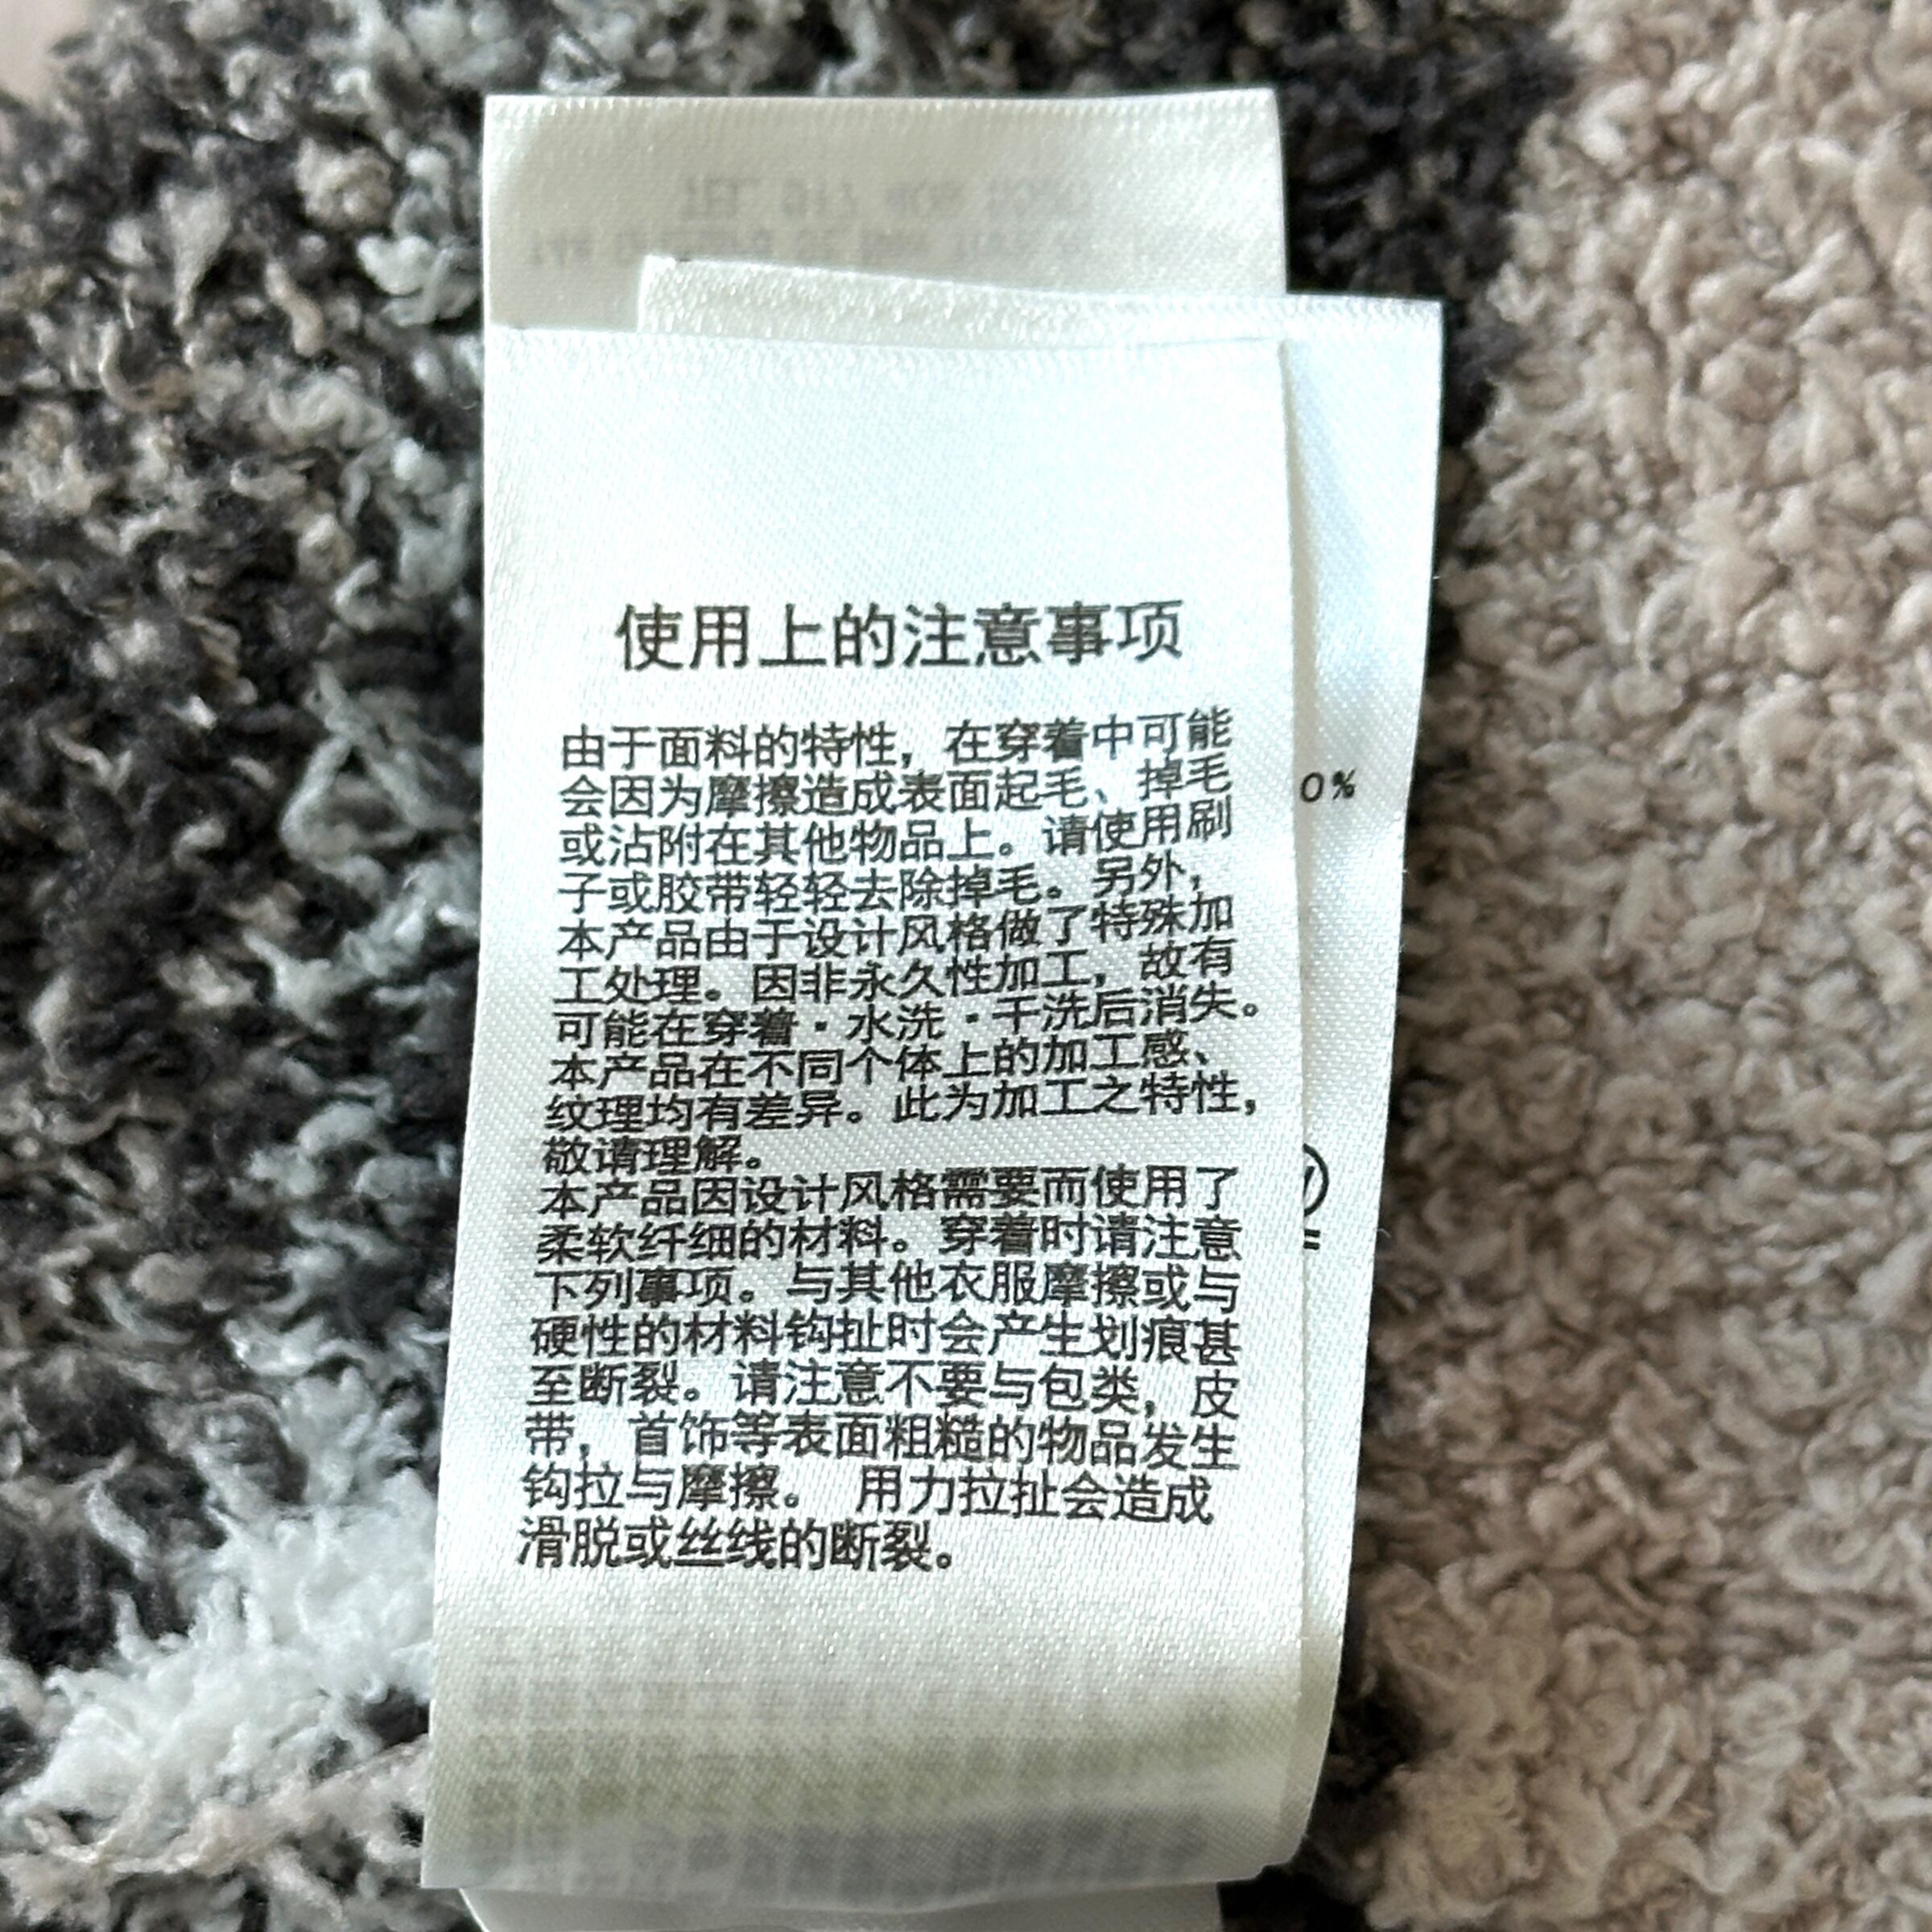 使用上的注意事项
由于面料的特性，在穿着中可能
会因为摩擦造成表面起毛、掉毛
或沾附在其他物品上。请使用刷
子或胶带轻轻去除掉毛。另外，
本产品由于设计风格做了特殊加
工处理。因非永久性加工，故有
可能在穿着·水洗·干洗后消失。
本产品在不同个体上的加工感、
纹理均有差异。此为加工之特性，
敬请理解。
本产品因设计风格需要而使用了
柔软纤细的材料。穿着时请注意
下列事项。与其他衣服摩擦或与
硬性的材料钩扯时会产生划痕甚
至断裂。请注意不要与包类，皮
带，首饰等表面粗糙的物品发生
钩拉与摩擦。 用力拉扯会造成
滑脱或丝线的断裂。
0%